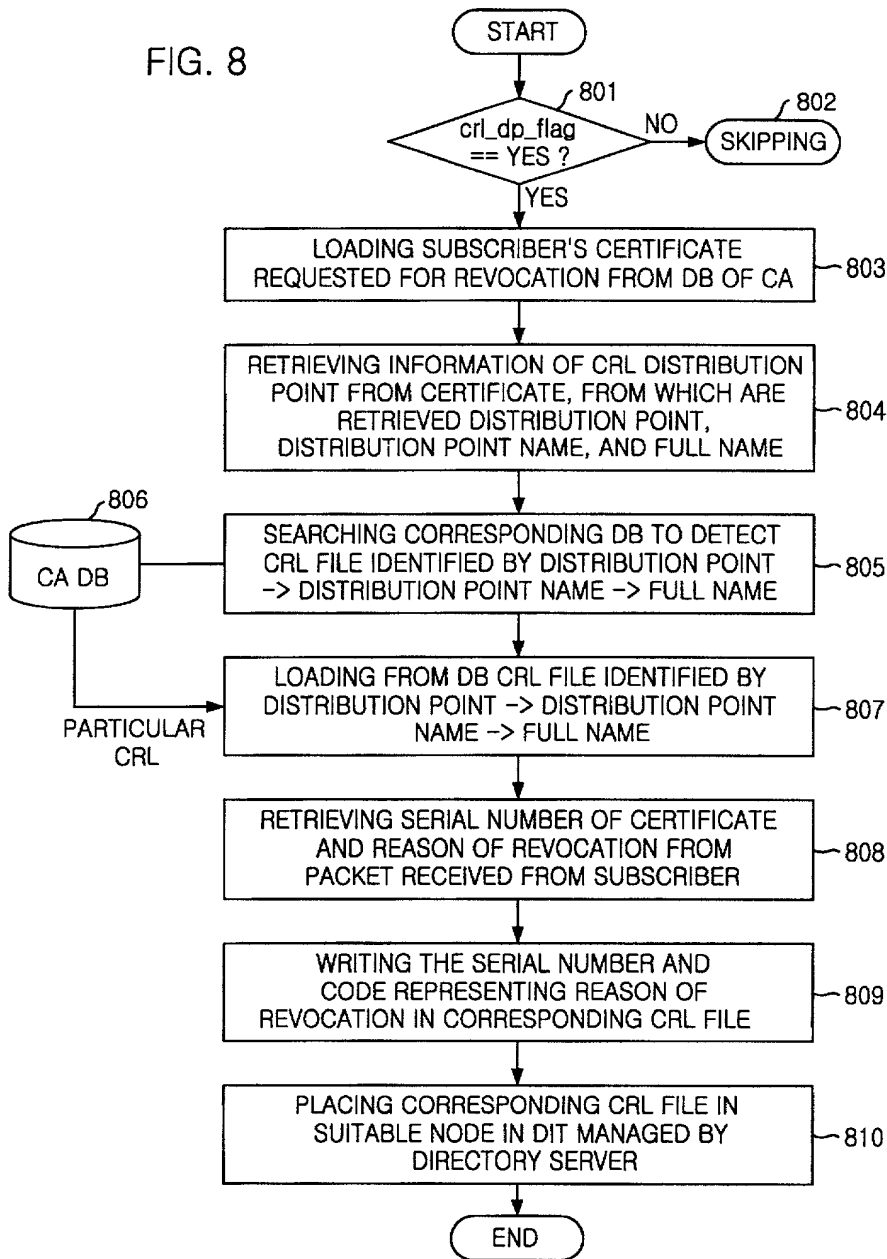 FIG. 8
START
801
crl_dp_flag
== YES ?
NO
802
SKIPPING
YES
LOADING SUBSCRIBER'S CERTIFICATE
REQUESTED FOR REVOCATION FROM DB OF CA
803
RETRIEVING INFORMATION OF CRL DISTRIBUTION
POINT FROM CERTIFICATE, FROM WHICH ARE
RETRIEVED DISTRIBUTION POINT,
DISTRIBUTION POINT NAME, AND FULL NAME
804
806
CA DB
SEARCHING CORRESPONDING DB TO DETECT
CRL FILE IDENTIFIED BY DISTRIBUTION POINT
-> DISTRIBUTION POINT NAME -> FULL NAME
805
LOADING FROM DB CRL FILE IDENTIFIED BY
DISTRIBUTION POINT -> DISTRIBUTION POINT
NAME -> FULL NAME
807
PARTICULAR
CRL
RETRIEVING SERIAL NUMBER OF CERTIFICATE
AND REASON OF REVOCATION FROM
PACKET RECEIVED FROM SUBSCRIBER
808
WRITING THE SERIAL NUMBER AND
CODE REPRESENTING REASON OF
REVOCATION IN CORRESPONDING CRL FILE
809
PLACING CORRESPONDING CRL FILE IN
SUITABLE NODE IN DIT MANAGED BY
DIRECTORY SERVER
810
END